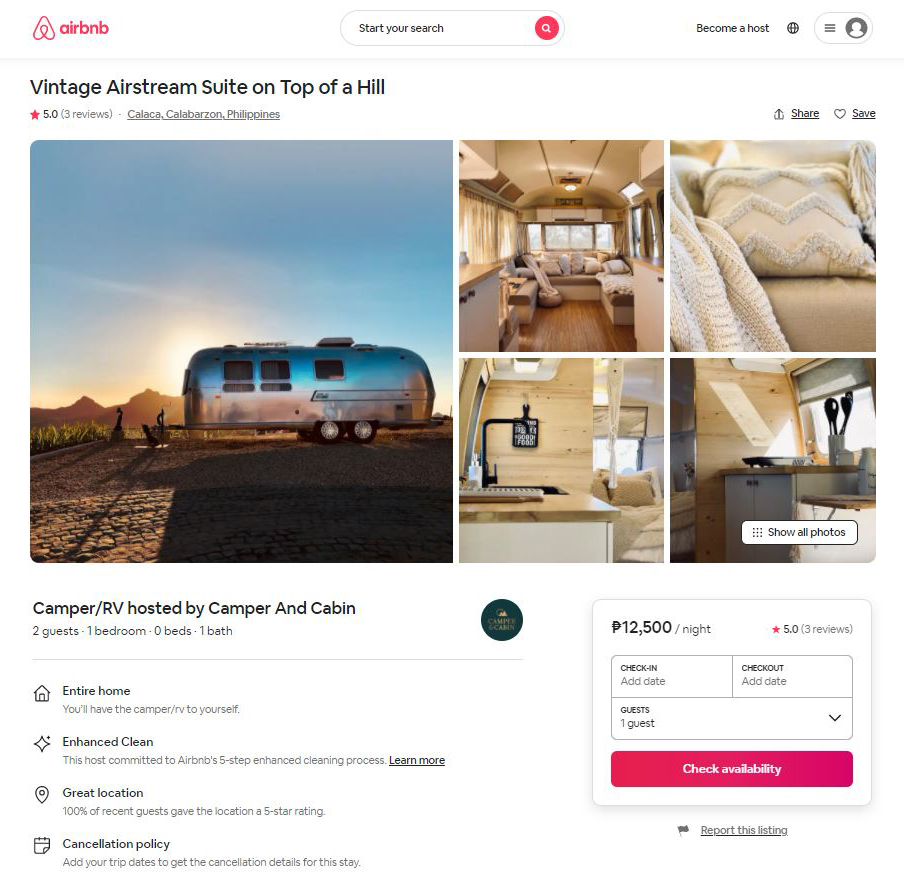 airbnb
Start your search
Become a host
Vintage Airstream Suite on Top of a Hill
5.0 (3 reviews) · Calaca, Calabarzon, Philippines
Share
Save
GOOD
FOOD
Show all photos
Camper/RV hosted by Camper And Cabin
CAMPER
& CABIN
2 guests · 1 bedroom · 0 beds · 1 bath
₱12,500 / night
5.0 (3 reviews)
CHECK-IN
Add date
CHECKOUT
Add date
GUESTS
1 guest
Check availability
Report this listing
Entire home
You'll have the camper/rv to yourself.
Enhanced Clean
This host committed to Airbnb's 5-step enhanced cleaning process. Learn more
Great location
100% of recent guests gave the location a 5-star rating.
Cancellation policy
Add your trip dates to get the cancellation details for this stay.